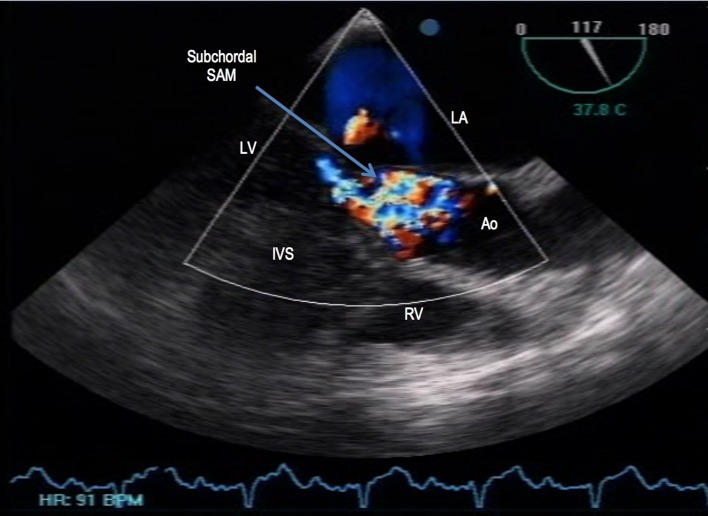 0 117 180
37.8 C
Subchordal
SAM
LA
LV
Ao
IVS
RV
HR: 91 BPM